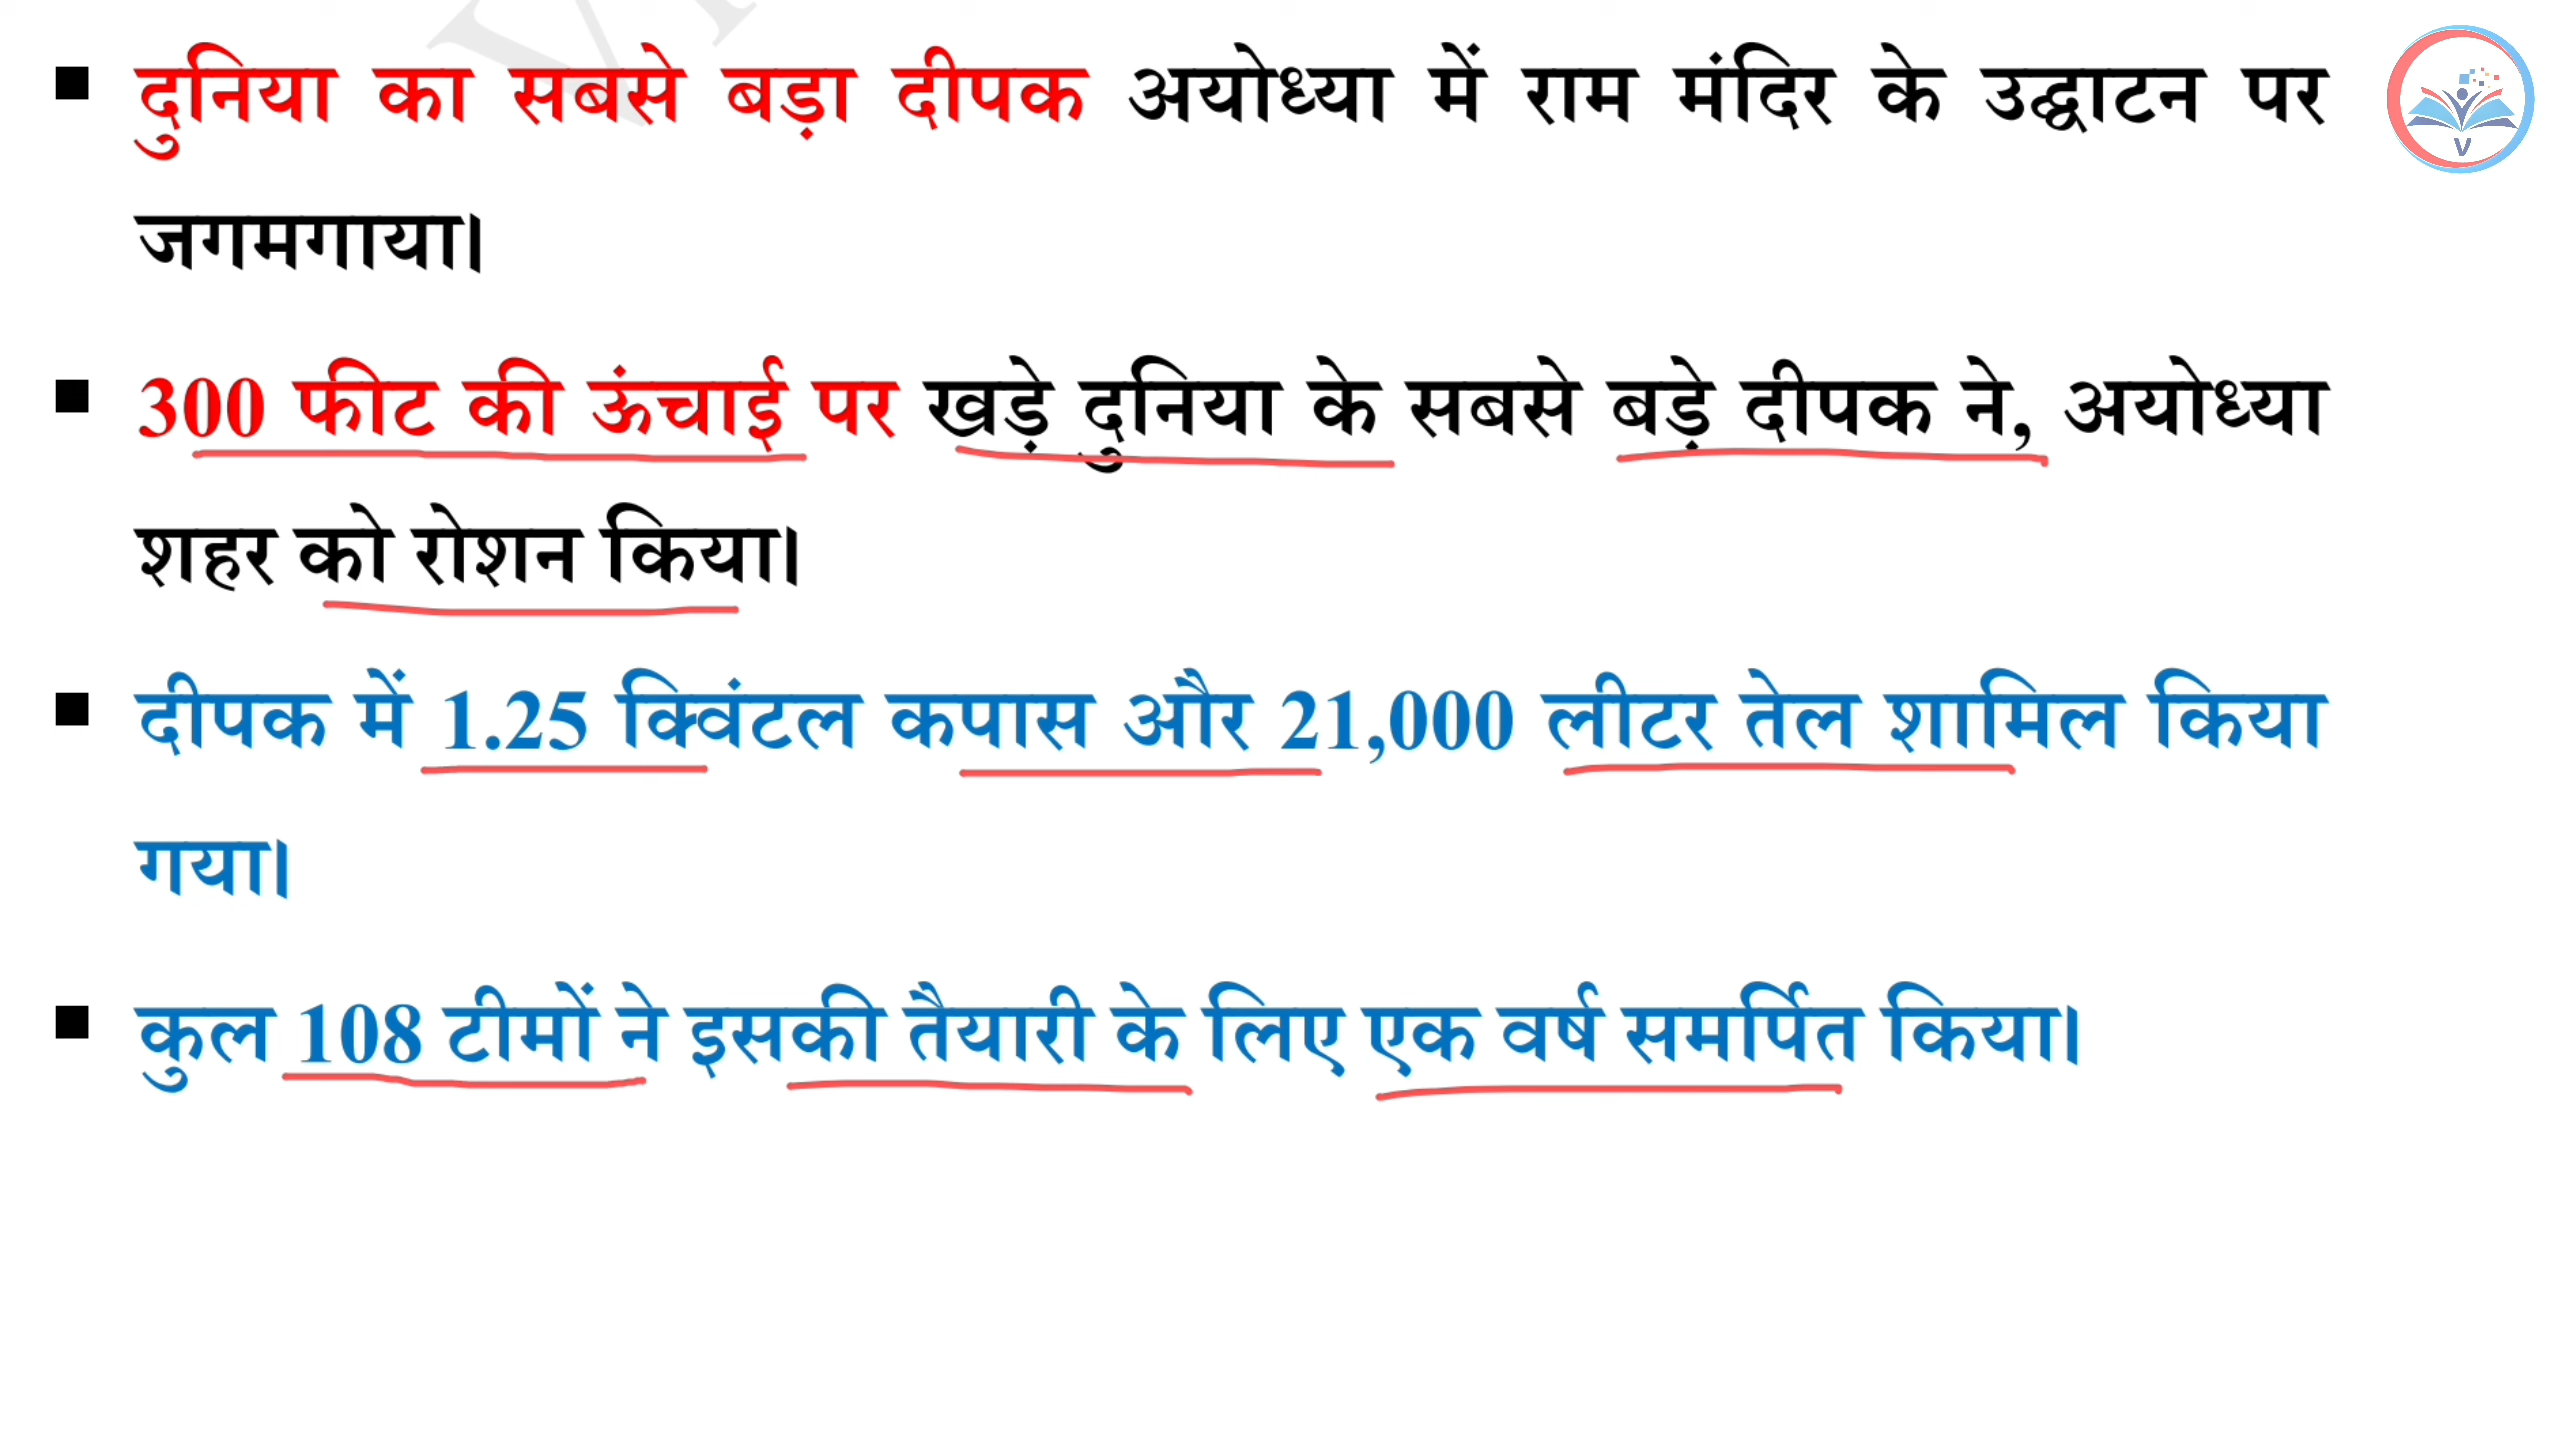 दुनिया का सबसे बड़ा दीपक अयोध्या में राम मंदिर के उद्घाटन पर
जगमगाया।
300 फीट की ऊंचाई पर खड़े दुनिया के सबसे बड़े दीपक ने, अयोध्या
शहर को रोशन किया।
दीपक में 1.25 क्विंटल कपास और 21,000 लीटर तेल शामिल किया
गया।
कुल 108 टीमों ने इसकी तैयारी के लिए एक वर्ष समर्पित किया।
V